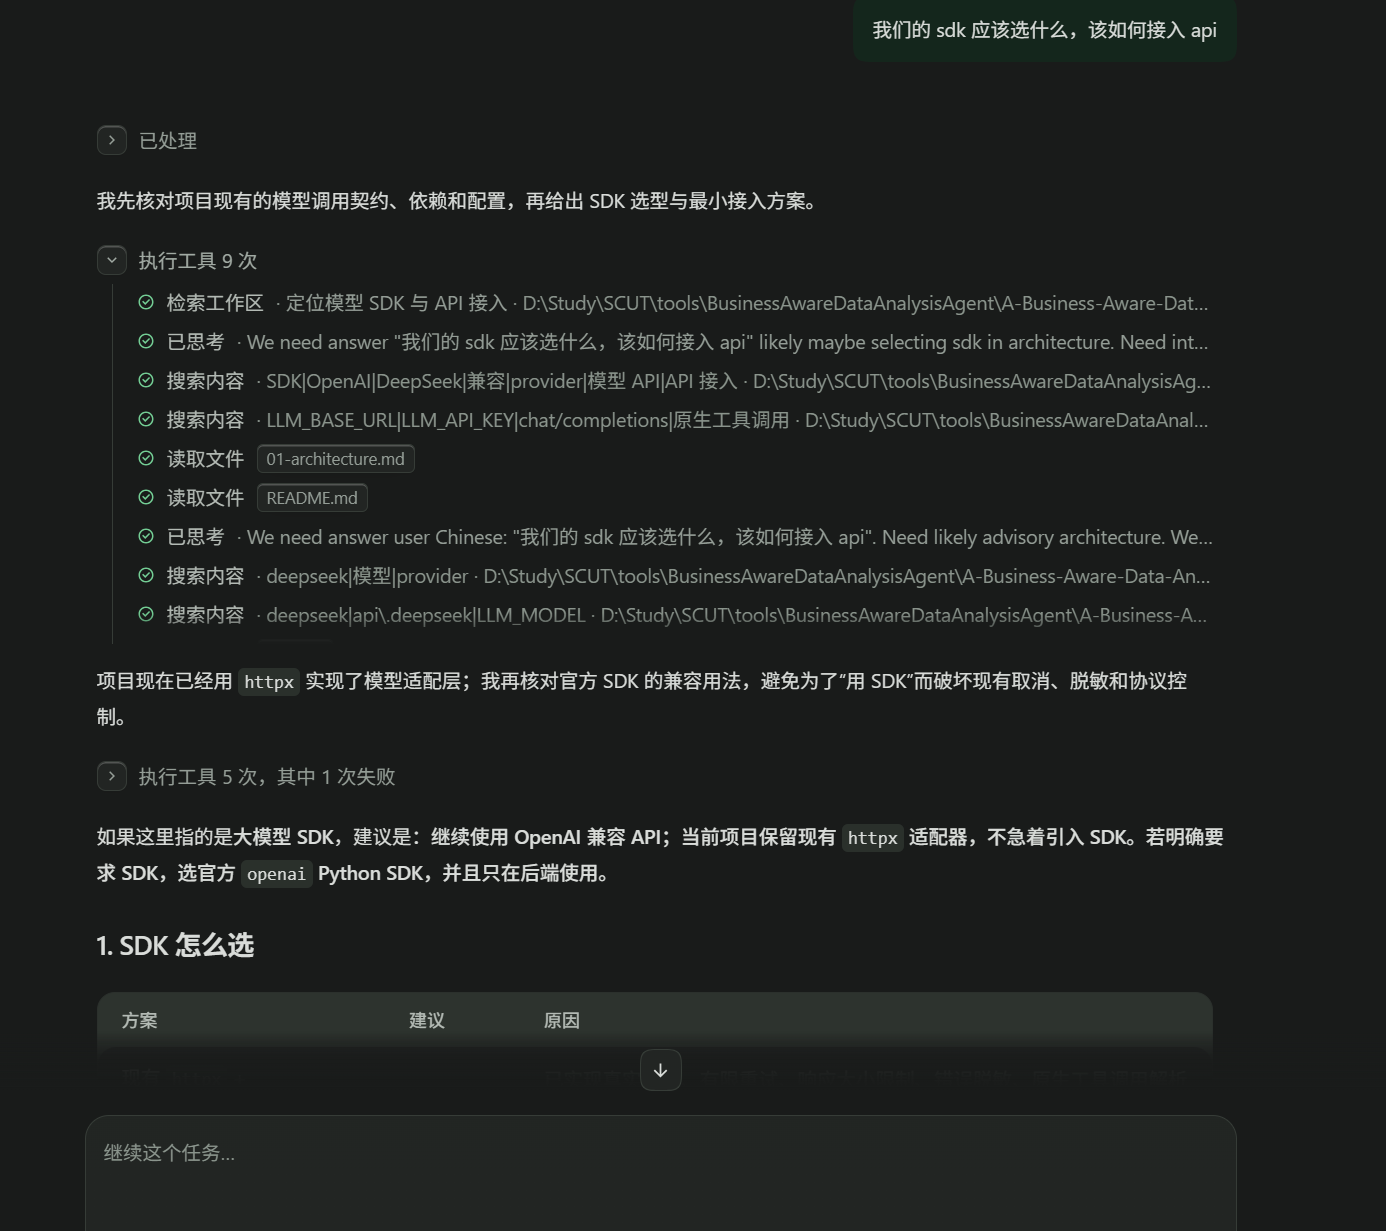 我们的 sdk 应该选什么，该如何接入 api
已处理
我先核对项目现有的模型调用契约、依赖和配置，再给出 SDK 选型与最小接入方案。
执行工具 9 次
检索工作区 · 定位模型 SDK 与 API 接入 · D:\Study\SCUT\tools\BusinessAwareDataAnalysisAgent\A-Business-Aware-Dat...
已思考 · We need answer "我们的 sdk 应该选什么，该如何接入 api" likely maybe selecting sdk in architecture. Need int...
搜索内容 · SDK|OpenAI|DeepSeek|兼容|provider|模型 API|API 接入 · D:\Study\SCUT\tools\BusinessAwareDataAnalysisAg...
搜索内容 · LLM_BASE_URL|LLM_API_KEY|chat/completions|原生工具调用 · D:\Study\SCUT\tools\BusinessAwareDataAnal...
读取文件 01-architecture.md
读取文件 README.md
已思考 · We need answer user Chinese: "我们的 sdk 应该选什么，该如何接入 api". Need likely advisory architecture. We...
搜索内容 · deepseek|模型|provider · D:\Study\SCUT\tools\BusinessAwareDataAnalysisAgent\A-Business-Aware-Data-An...
搜索内容 · deepseek|api\.deepseek|LLM_MODEL · D:\Study\SCUT\tools\BusinessAwareDataAnalysisAgent\A-Business-A...
项目现在已经用 httpx 实现了模型适配层；我再核对官方 SDK 的兼容用法，避免为了“用 SDK”而破坏现有取消、脱敏和协议控
制。
执行工具 5 次，其中 1 次失败
如果这里指的是大模型 SDK，建议是：继续使用 OpenAI 兼容 API；当前项目保留现有 httpx 适配器，不急着引入 SDK。若明确要
求 SDK，选官方 openai Python SDK，并且只在后端使用。
1. SDK 怎么选
方案 建议 原因
继续这个任务...